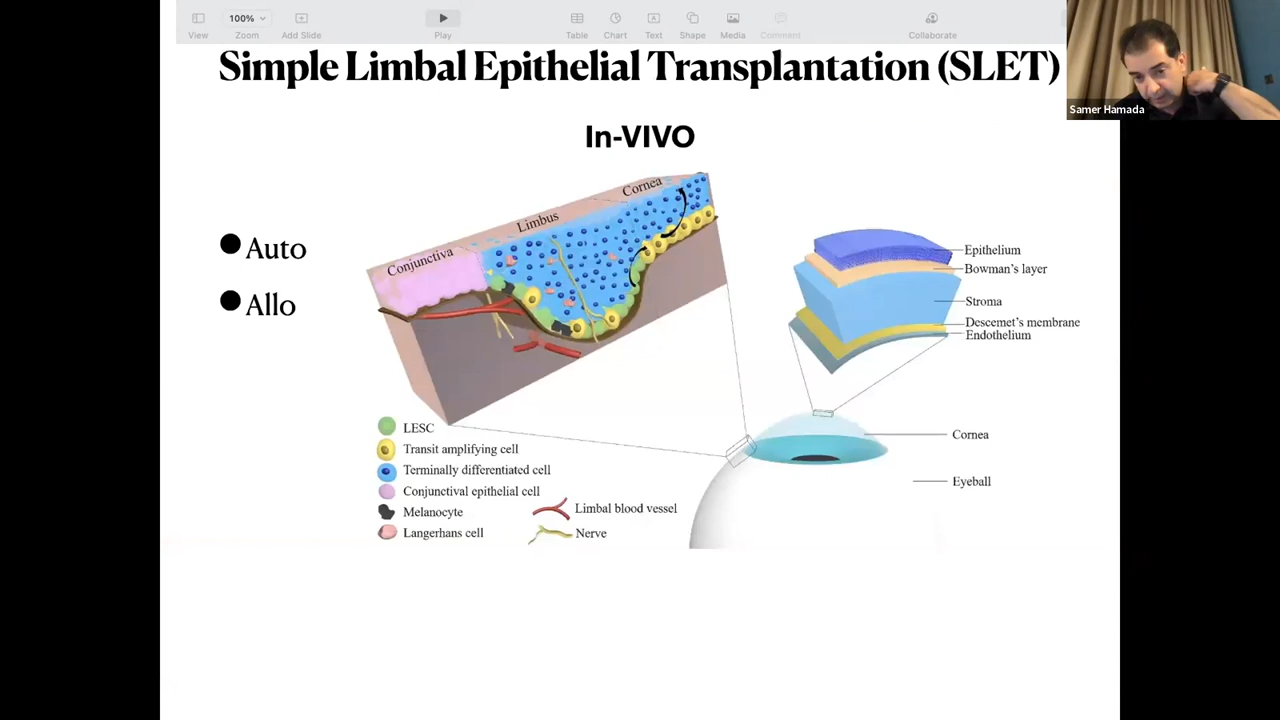 View
100%
Zoom
Add Slide
Play
Table
Chart
Text
Shape
Media
Comment
Collaborate
Samer Hamada
Simple Limbal Epithelial Transplantation (SLET)
In-VIVO
Auto
Allo
Conjunctiva
Limbus
Cornea
LESC
Transit amplifying cell
Terminally differentiated cell
Conjunctival epithelial cell
Melanocyte
Langerhans cell
Limbal blood vessel
Nerve
Epithelium
Bowman's layer
Stroma
Descemet's membrane
Endothelium
Cornea
Eyeball